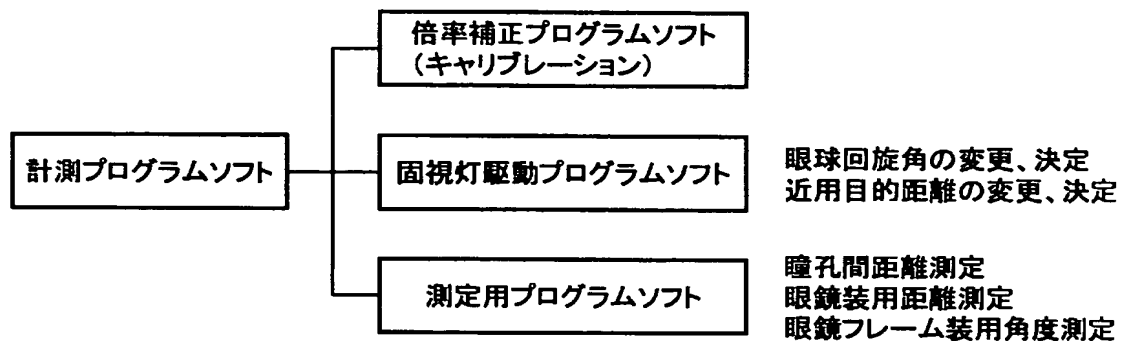 倍率補正プログラムソフト
（キャリブレーション）
計測プログラムソフト
固視灯駆動プログラムソフト
眼球回旋角の変更、決定
近用目的距離の変更、決定
測定用プログラムソフト
瞳孔間距離測定
眼鏡装用距離測定
眼鏡フレーム装用角度測定